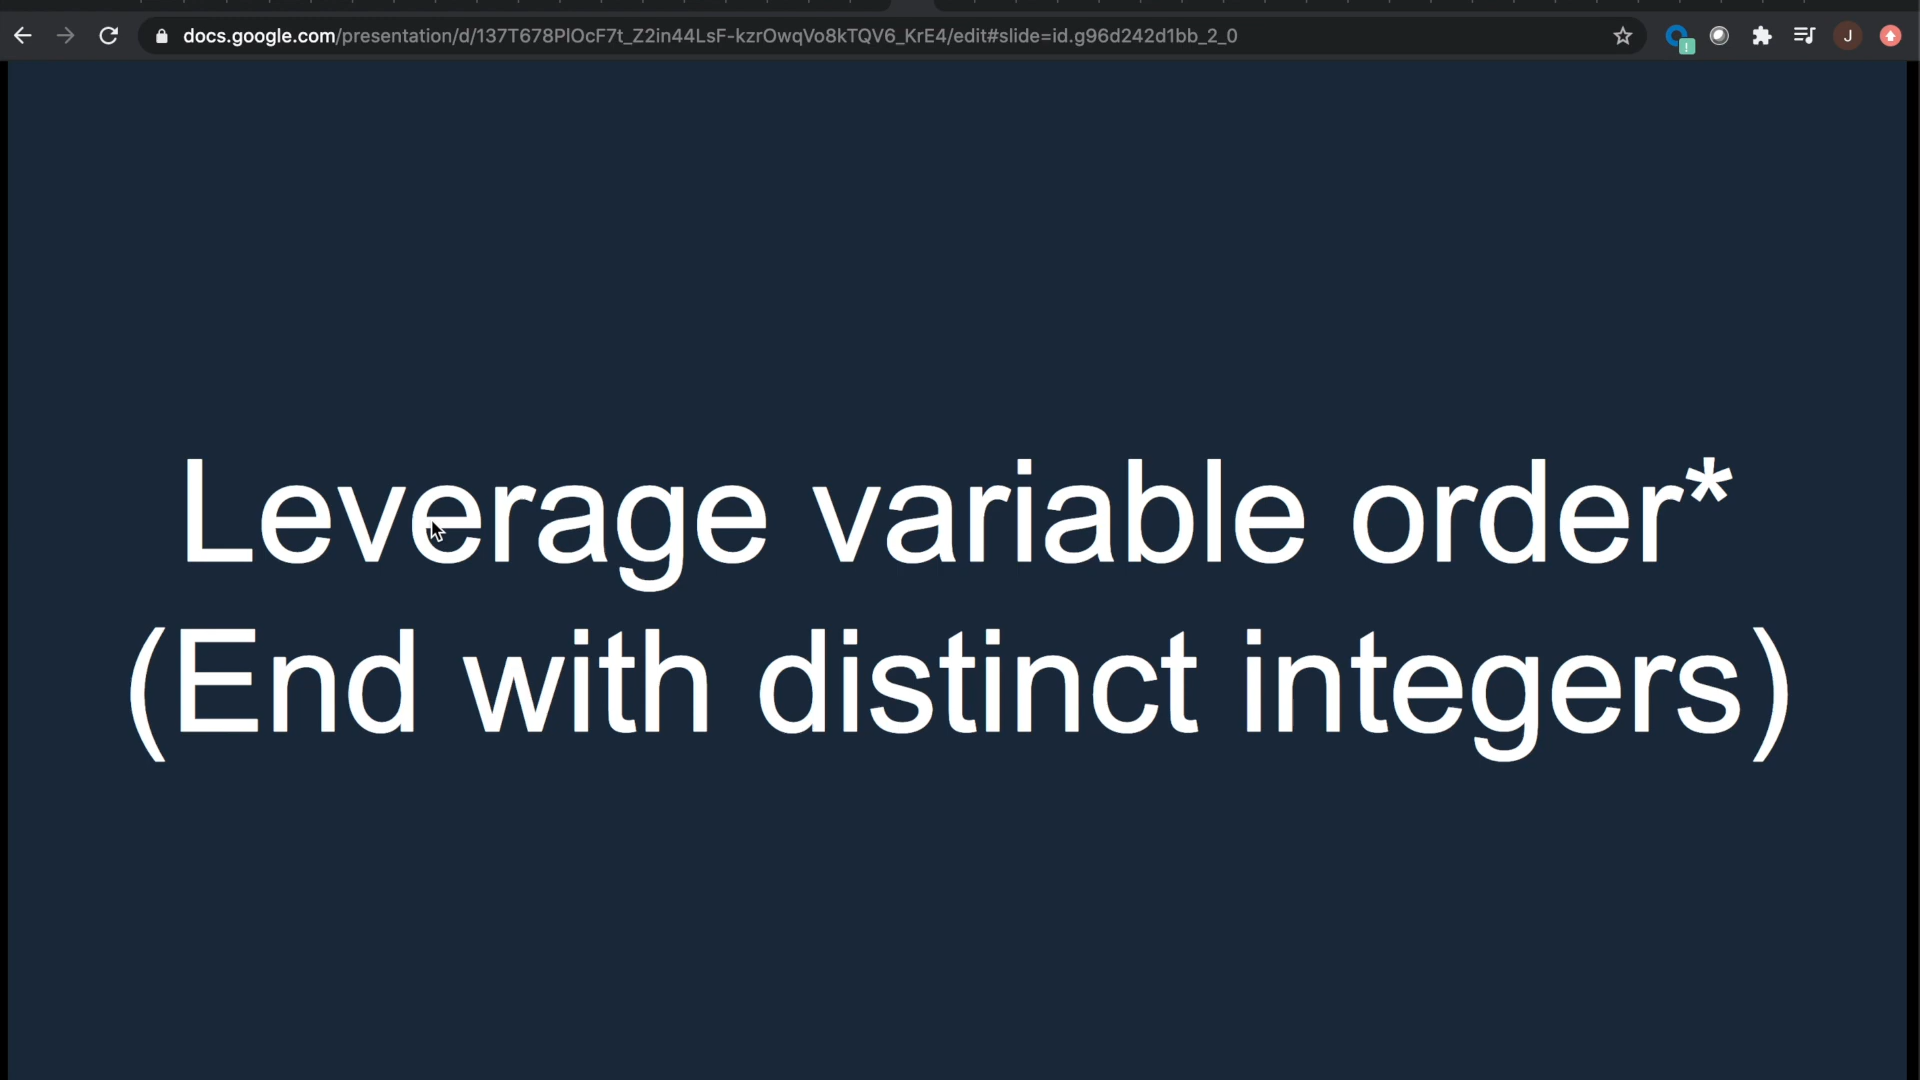 docs.google.com/presentation/d/137T678PlOcF7t_Z2in44LsF-kzrOwqVo8kTQV6_KrE4/edit#slide=id.g96d242d1bb_2_0
J
Leverage variable order*
(End with distinct integers)